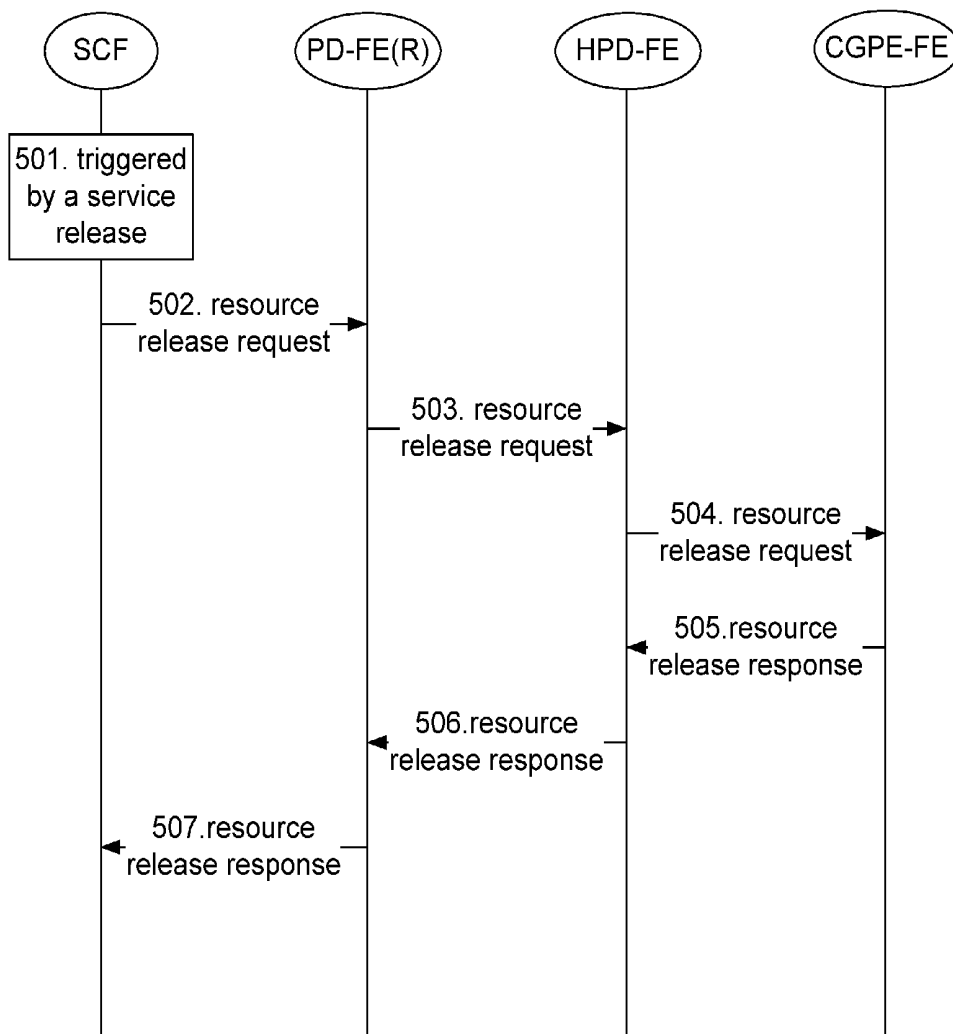 SCF
PD-FE(R)
HPD-FE
CGPE-FE
501. triggered
by a service
release
502. resource
release request
503. resource
release request
504. resource
release request
505.resource
release response
506.resource
release response
507.resource
release response